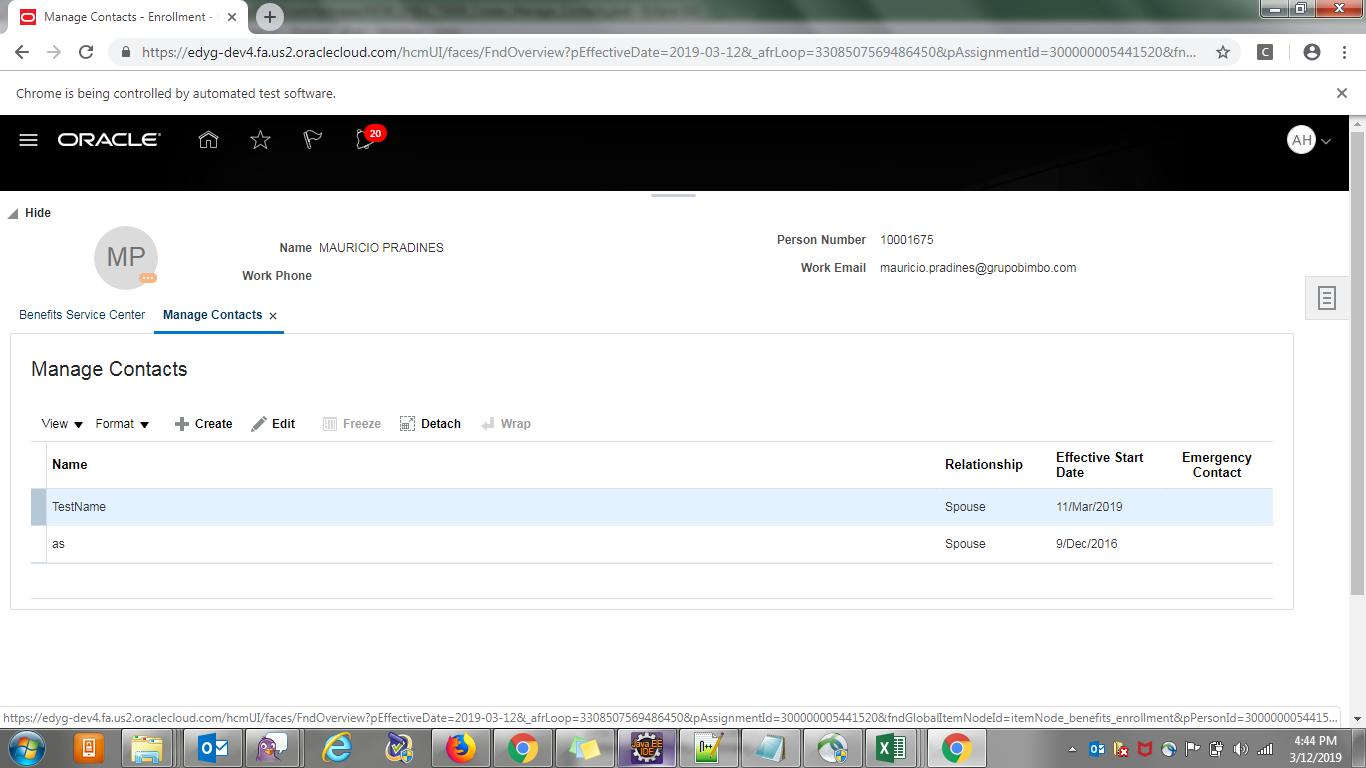 Manage Contacts - Enrollment -
https://edyg-dev4.fa.us2.oraclecloud.com/hcmUI/faces/FndOverview?pEffectiveDate=2019-03-12&_afrLoop=3308507569486450&pAssignmentId=300000005441520&fn...
C
Chrome is being controlled by automated test software.
ORACLE
20
AH
Hide
MP
Name MAURICIO PRADINES
Person Number 10001675
Work Phone
Work Email mauricio.pradines@grupobimbo.com
Benefits Service Center Manage Contacts
Manage Contacts
View Format Create Edit Freeze Detach Wrap
Name Relationship Effective Start Date Emergency Contact
TestName Spouse 11/Mar/2019
as Spouse 9/Dec/2016
https://edyg-dev4.fa.us2.oraclecloud.com/hcmUI/faces/FndOverview?pEffectiveDate=2019-03-12&_afrLoop=3308507569486450&pAssignmentId=300000005441520&fndGlobalItemNodeId=itemNode_benefits_enrollment&pPersonId=3000000054415...
Java EE
IDE
4:44 PM
3/12/2019